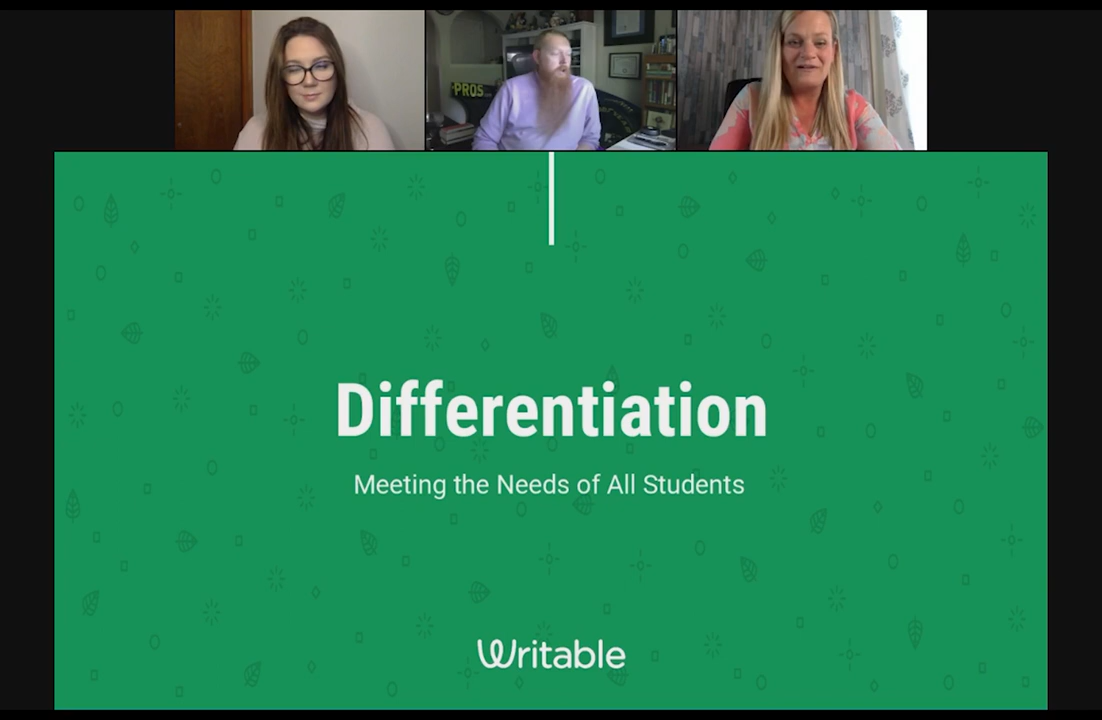 PROS
Differentiation
Meeting the Needs of All Students
Writable